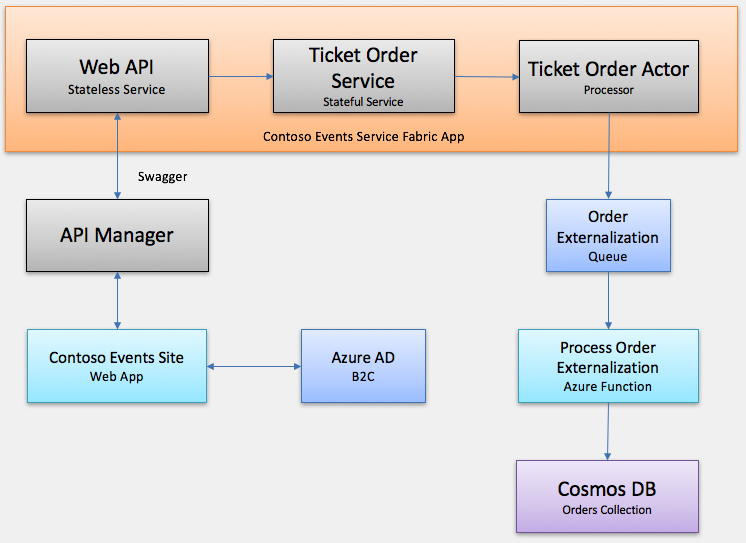 Web API
Stateless Service
Ticket Order
Service
Stateful Service
Ticket Order Actor
Processor
Contoso Events Service Fabric App
Swagger
API Manager
Order
Externalization
Queue
Contoso Events Site
Web App
Azure AD
B2C
Process Order
Externalization
Azure Function
Cosmos DB
Orders Collection